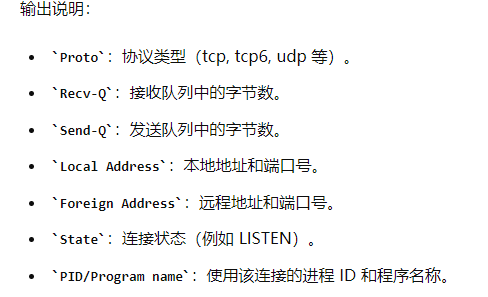 输出说明：
• `Proto`：协议类型（tcp, tcp6, udp 等）。
• `Recv-Q`：接收队列中的字节数。
• `Send-Q`：发送队列中的字节数。
• `Local Address`：本地地址和端口号。
• `Foreign Address`：远程地址和端口号。
• `State`：连接状态（例如 LISTEN）。
• `PID/Program name`：使用该连接的进程 ID 和程序名称。